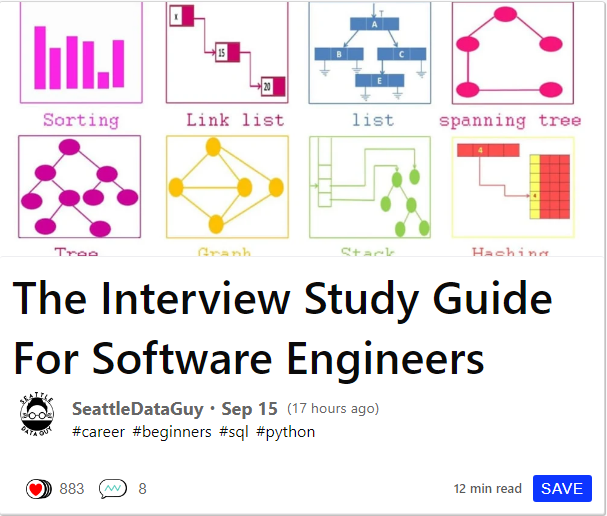 x
15
20
A
B
C
E
Sorting
Link list
list
spanning tree
4
4
Tree
Graph
Stack
Hashing
The Interview Study Guide
For Software Engineers
SEATTLE
DATA GUY
SeattleDataGuy • Sep 15 (17 hours ago)
#career #beginners #sql #python
883
8
12 min read
SAVE